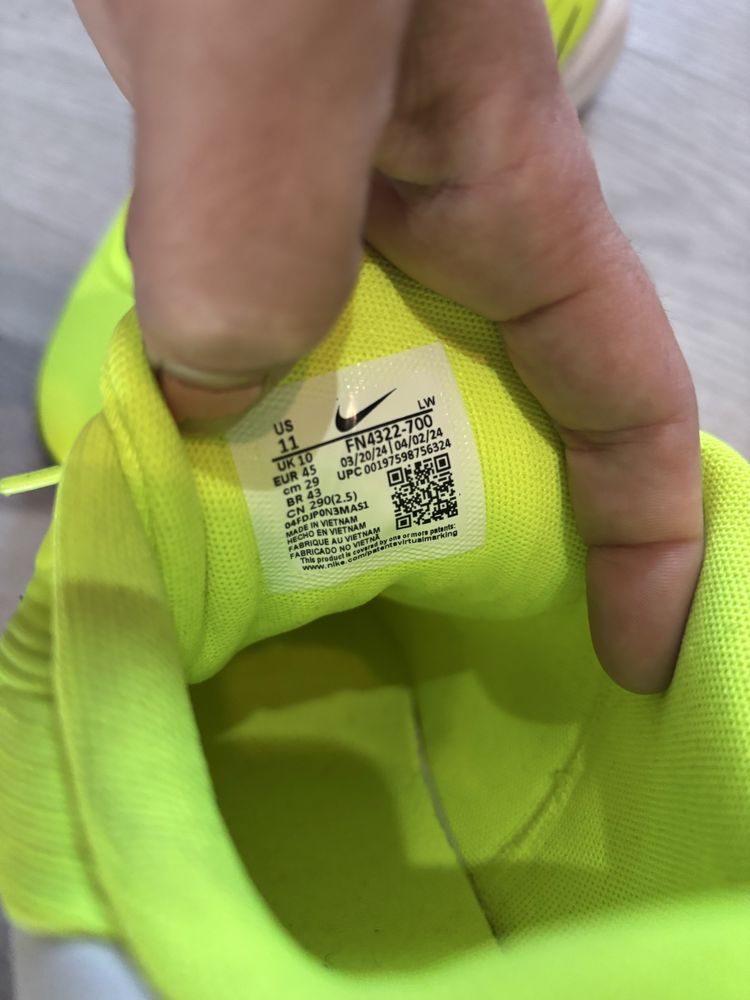 US
11
LW
FN4322-700
UK 10
03/20/24 | 04/02/24
EUR 45
UPC 00197598756324
cm 29
BR 43
CN 290(2.5)
04FDJP0N3MAS1
MADE IN VIETNAM
HECHO EN VIETNAM
FABRIQUE AU VIETNAM
FABRICADO NO VIETNÃ
This product is covered by one or more patents:
www.nike.com/patentsvirtualmarking